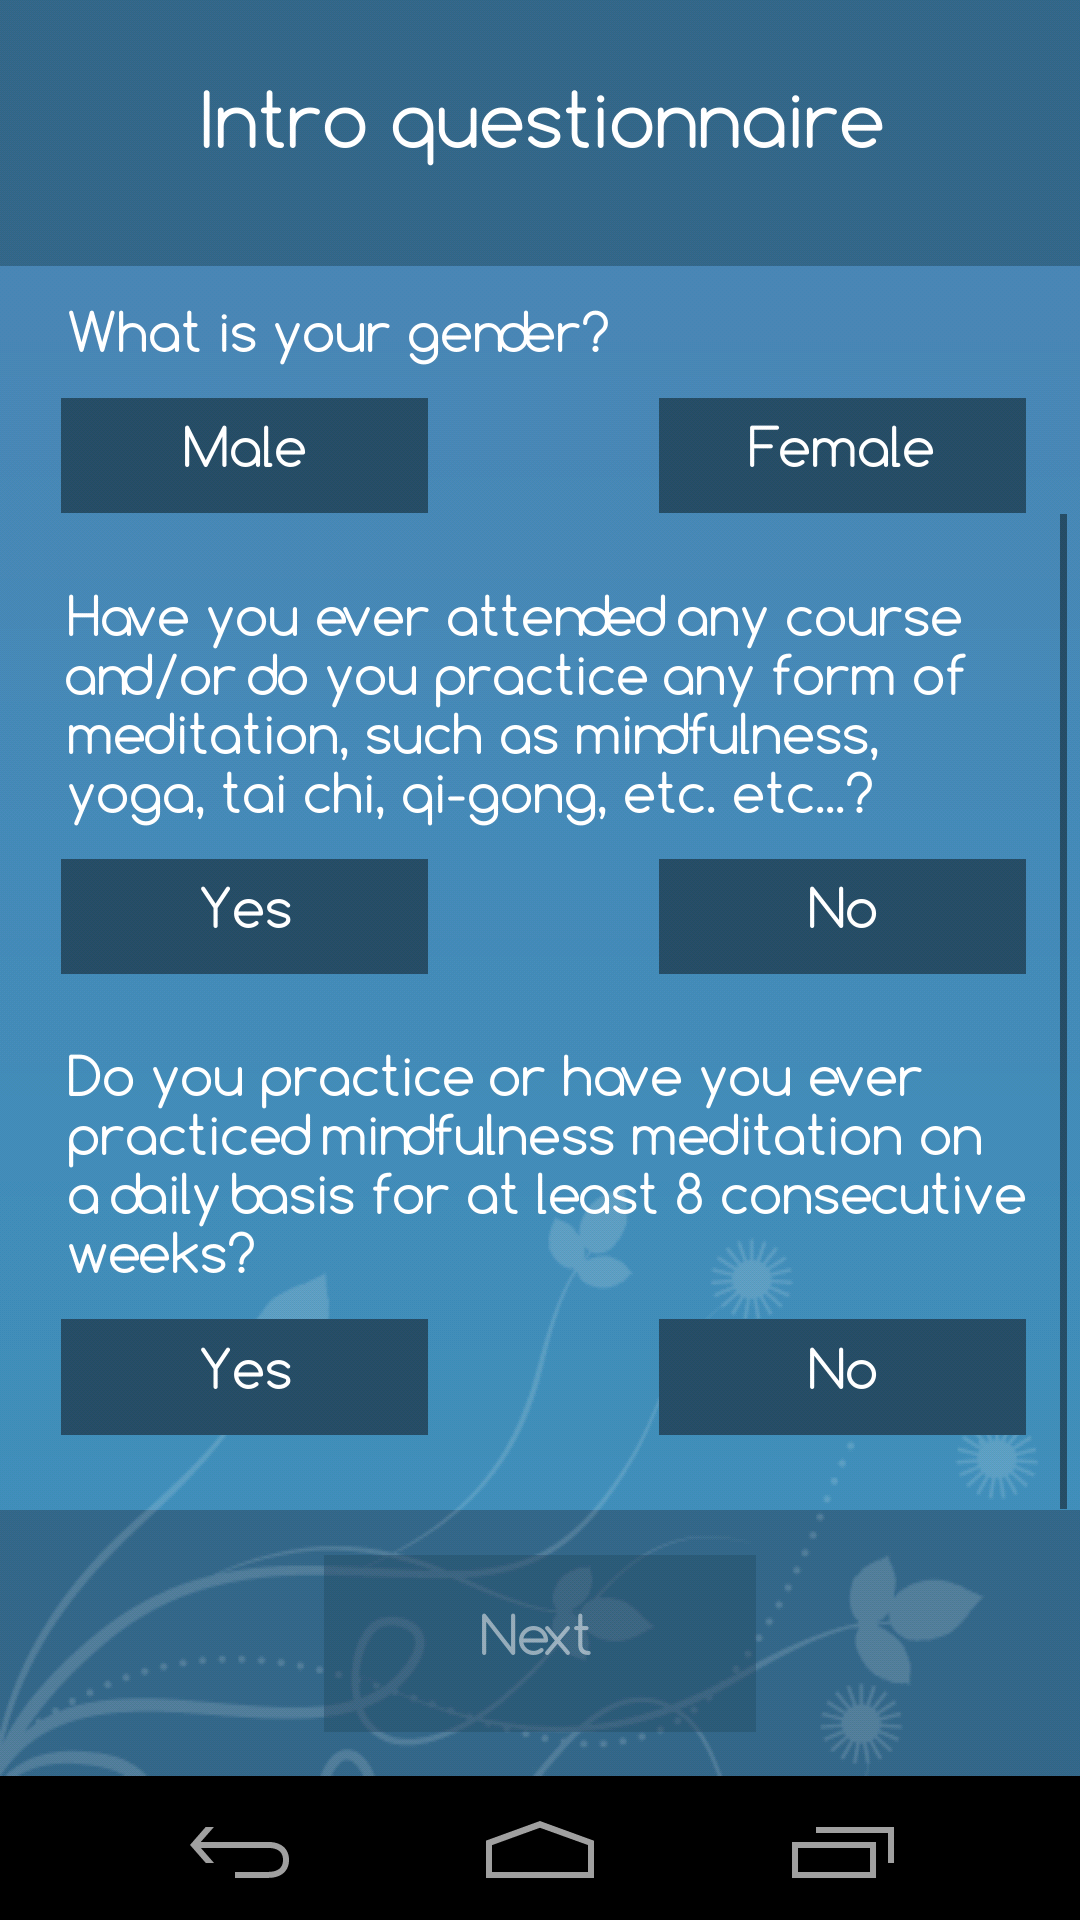 Intro questionnaire
What is your gender?
Male
Female
Have you ever attended any course
and/or do you practice any form of
meditation, such as mindfulness,
yoga, tai chi, qi-gong, etc. etc...?
Yes
No
Do you practice or have you ever
practiced mindfulness meditation on
a daily basis for at least 8 consecutive
weeks?
Yes
No
Next